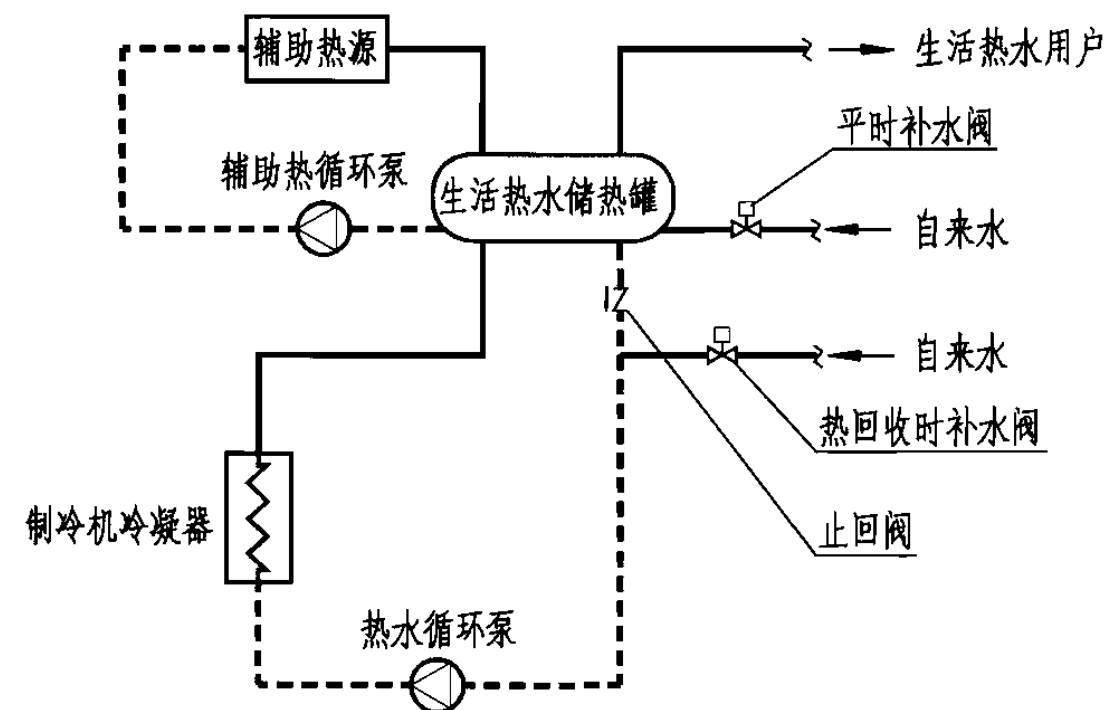 辅助热源
生活热水用户
平时补水阀
辅助热循环泵
生活热水储热罐
自来水
自来水
热回收时补水阀
制冷机冷凝器
止回阀
热水循环泵